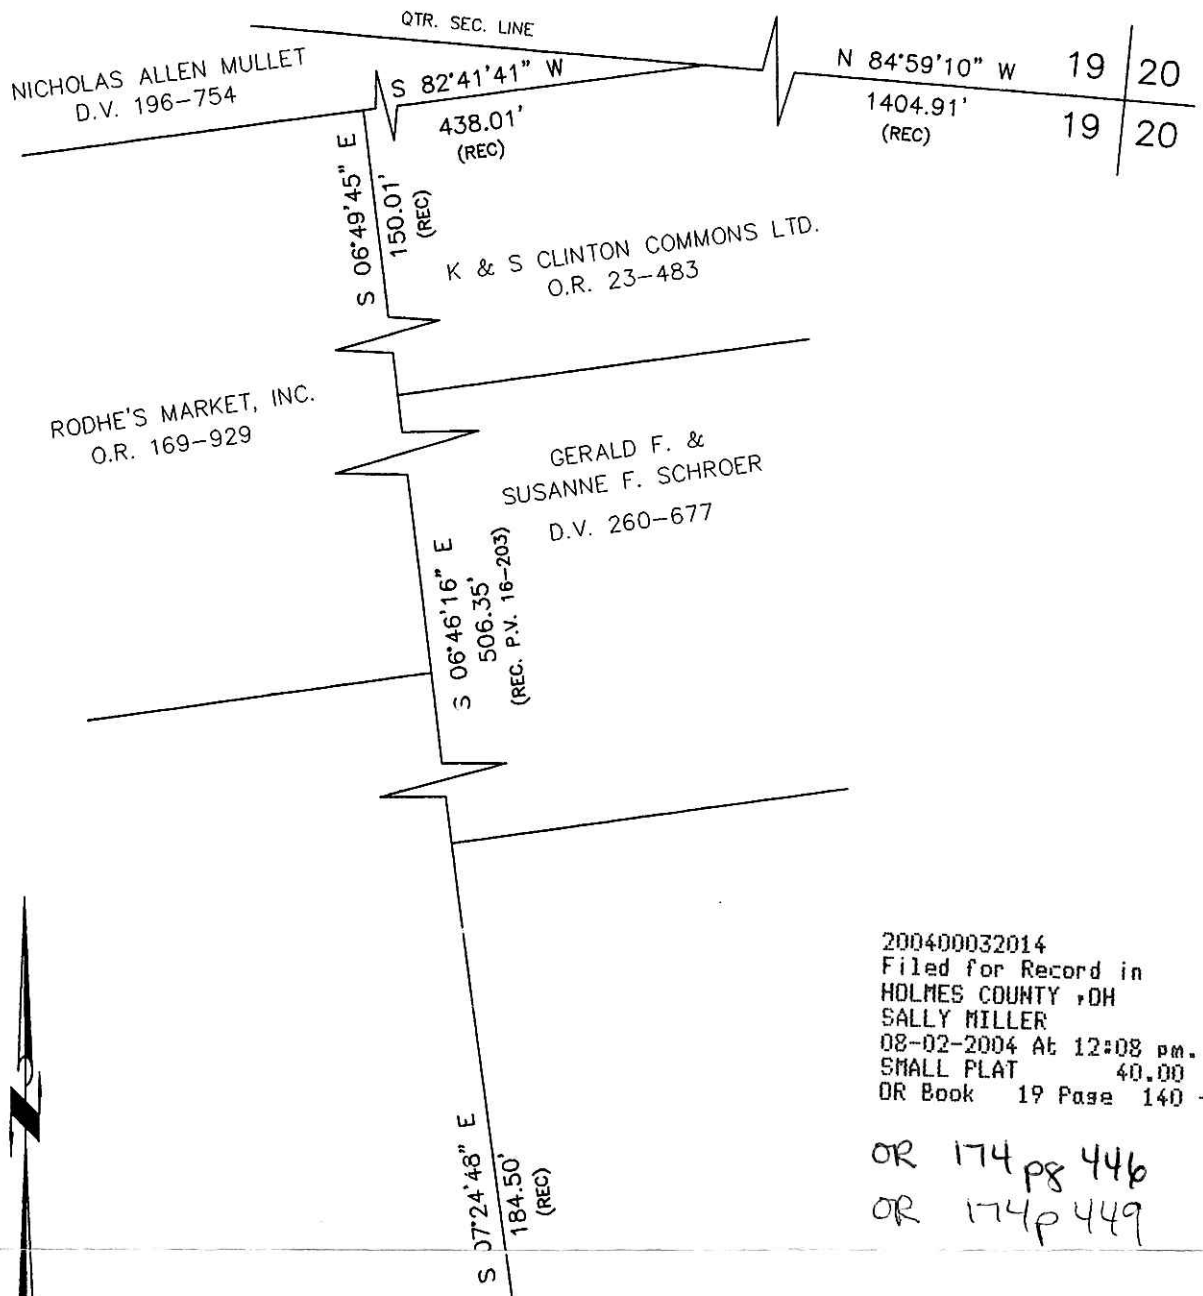 QTR. SEC. LINE
NICHOLAS ALLEN MULLET
D.V. 196-754
S 82°41'41" W
438.01'
(REC)
N 84°59'10" W
1404.91'
(REC)
19 20
19 20
S 06°49'45" E
150.01'
(REC)
K & S CLINTON COMMONS LTD.
O.R. 23-483
RODHE'S MARKET, INC.
O.R. 169-929
GERALD F. &
SUSANNE F. SCHROER
D.V. 260-677
S 06°46'16" E
506.35'
(REC. P.V. 16-203)
200400032014
Filed for Record in
HOLMES COUNTY ,OH
SALLY MILLER
08-02-2004 At 12:08 pm.
SMALL PLAT 40.00
OR Book 19 Page 140 -
OR 174 pg 446
OR 174 p 449
S 07°24'48" E
184.50'
(REC)
N